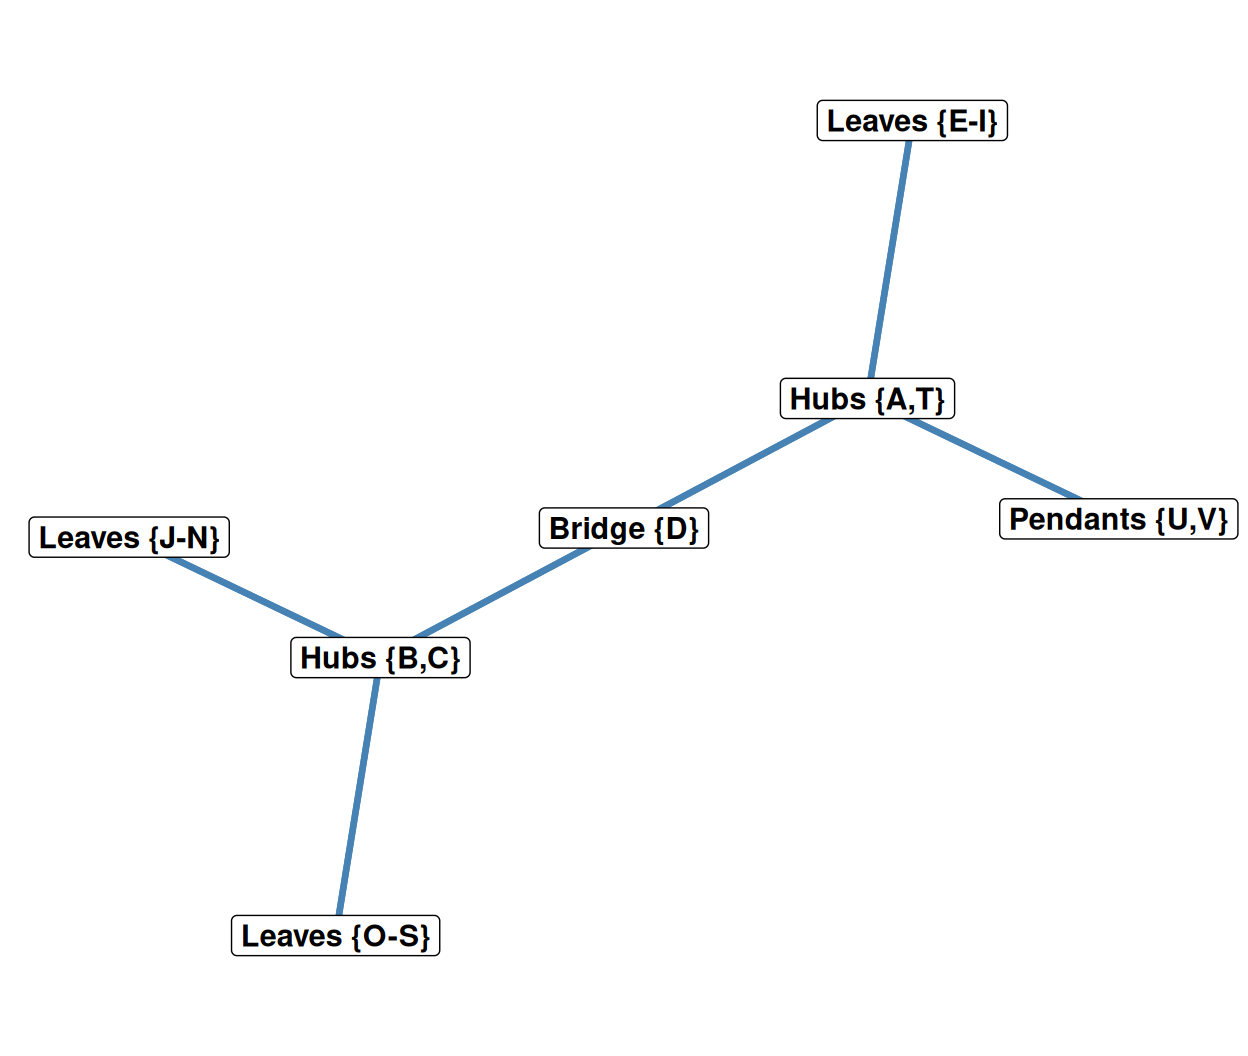 Leaves {E-I}
Hubs {A,T}
Pendants {U,V}
Bridge {D}
Leaves {J-N}
Hubs {B,C}
Leaves {O-S}